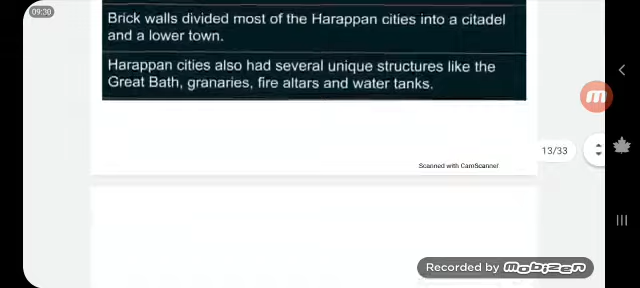 09:30
Brick walls divided most of the Harappan cities into a citadel
and a lower town.
Harappan cities also had several unique structures like the
Great Bath, granaries, fire altars and water tanks.
Scanned with CamScanner
13/33
Recorded by Mobizen